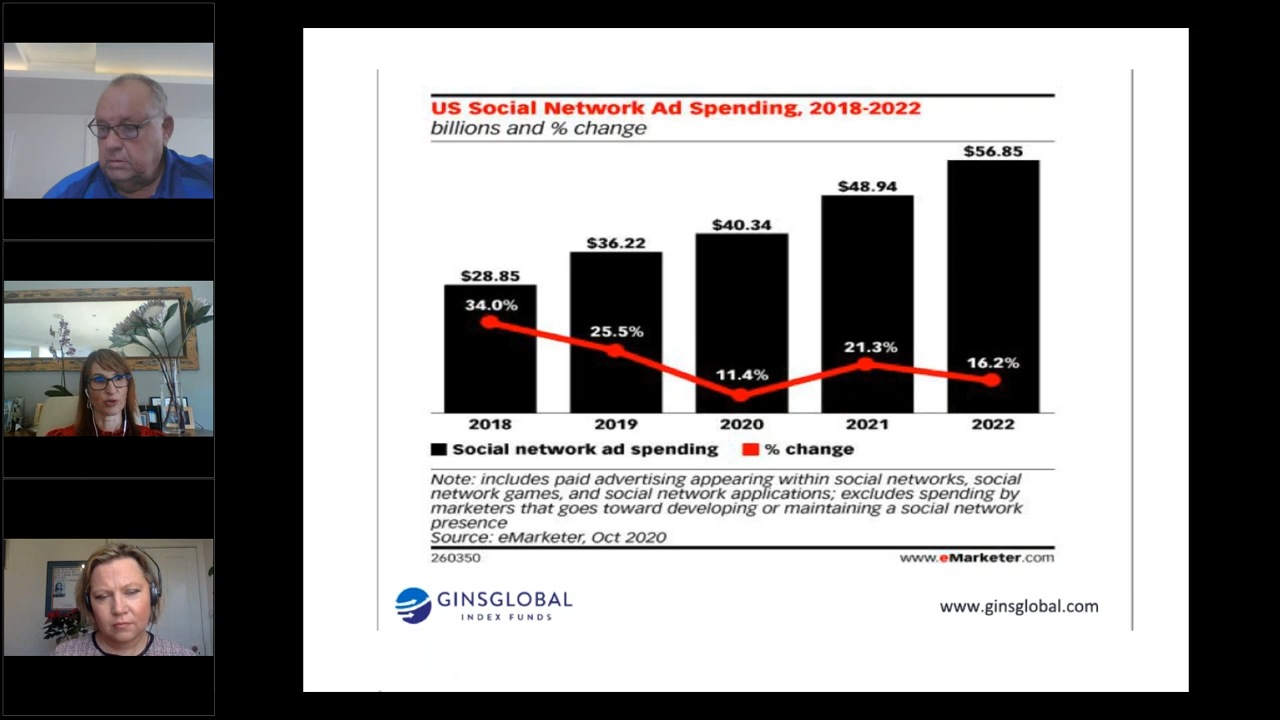 US Social Network Ad Spending, 2018-2022
billions and % change
$56.85
$48.94
$40.34
$36.22
$28.85
34.0%
25.5%
11.4%
21.3%
16.2%
2018 2019 2020 2021 2022
Social network ad spending % change
Note: includes paid advertising appearing within social networks, social
network games, and social network applications; excludes spending by
marketers that goes toward developing or maintaining a social network
presence
Source: eMarketer, Oct 2020
260350 www.eMarketer.com
GINSGLOBAL
INDEX FUNDS
www.ginsglobal.com